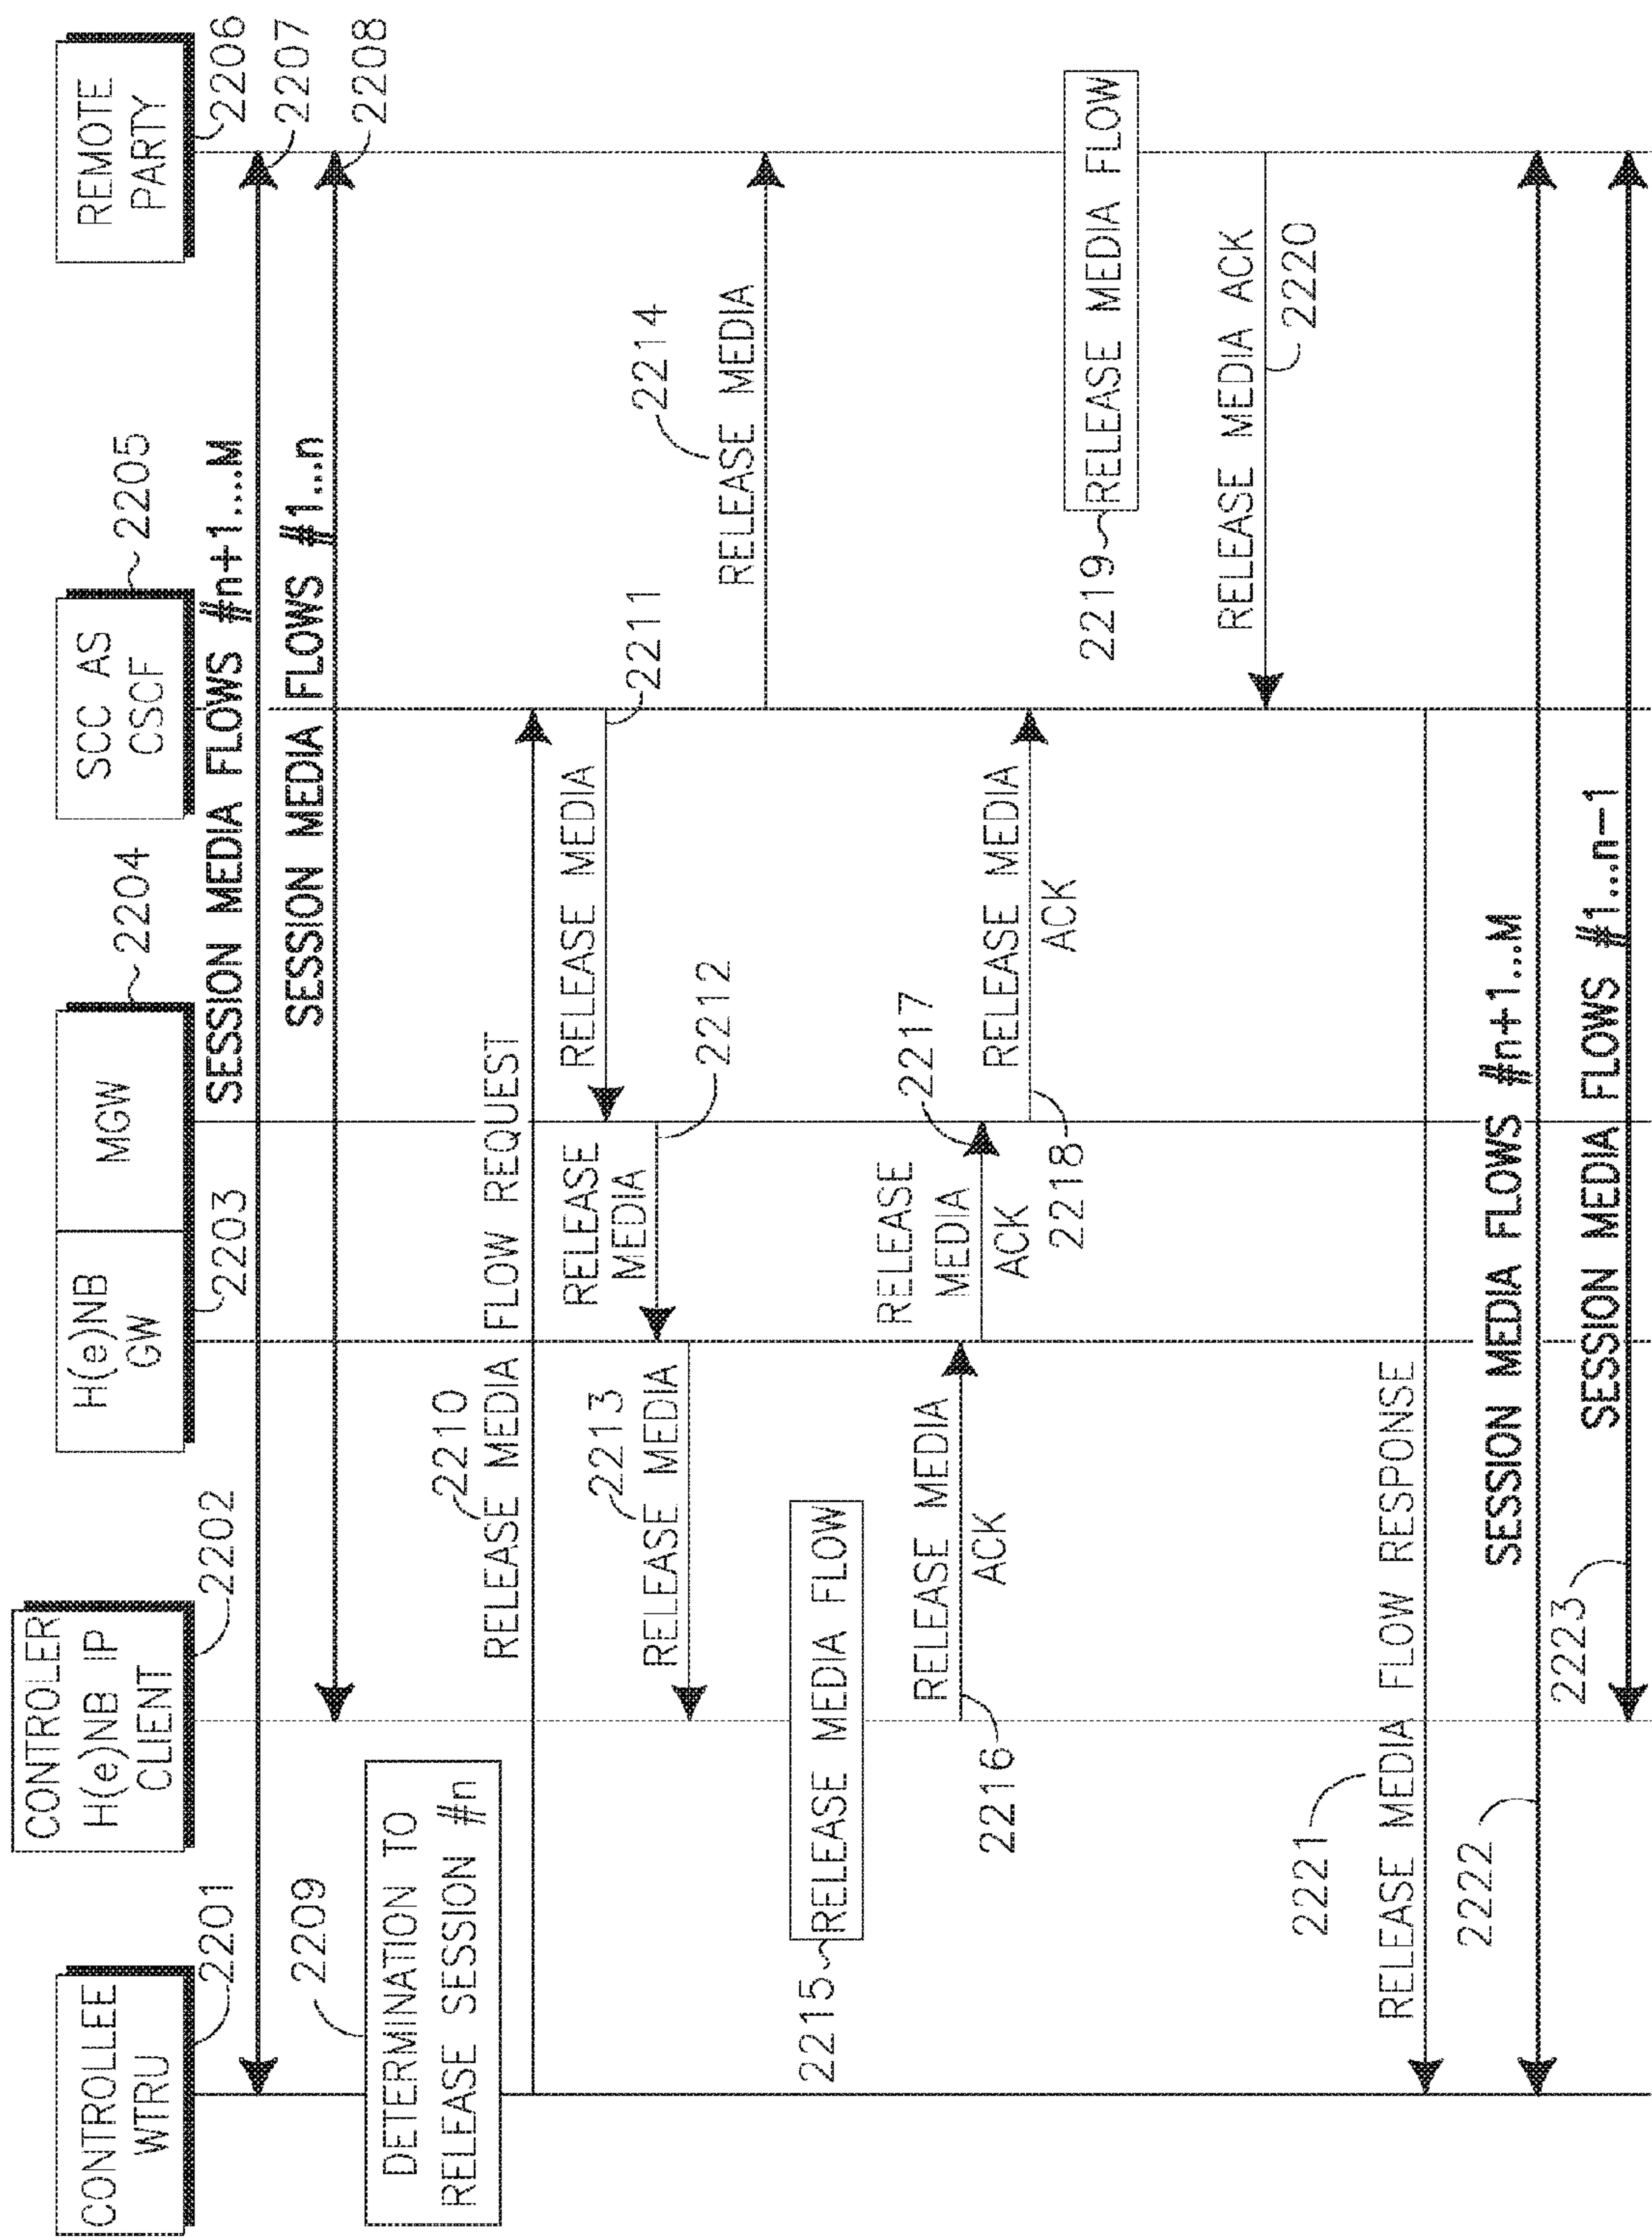 CONTROLLEE
WTRU
2201
CONTROLLER
H(e)NB IP
CLIENT
2202
H(e)NB
GW
2203
MGW
2204
SCC AS
CSCF
2205
REMOTE
PARTY
2206
SESSION MEDIA FLOWS #n+1...M
2207
SESSION MEDIA FLOWS #1...n
2208
2209
DETERMINATION TO
RELEASE SESSION #n
2210
RELEASE MEDIA FLOW REQUEST
RELEASE MEDIA
2211
RELEASE
MEDIA
2212
2213
RELEASE MEDIA
2214
RELEASE MEDIA
2215
RELEASE MEDIA FLOW
RELEASE MEDIA
ACK
2216
RELEASE
MEDIA
ACK
2217
RELEASE MEDIA
ACK
2218
2219
RELEASE MEDIA FLOW
RELEASE MEDIA ACK
2220
2221
RELEASE MEDIA FLOW RESPONSE
SESSION MEDIA FLOWS #n+1...M
2222
SESSION MEDIA FLOWS #1...n-1
2223